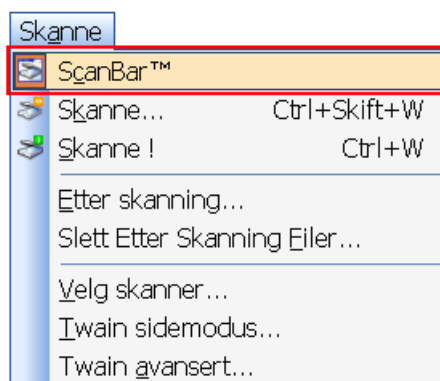 Skanne
ScanBar™
Skanne... Ctrl+Skift+W
Skanne ! Ctrl+W
Etter skanning...
Slett Etter Skanning Filer...
Velg skanner...
Twain sidemodus...
Twain avansert...